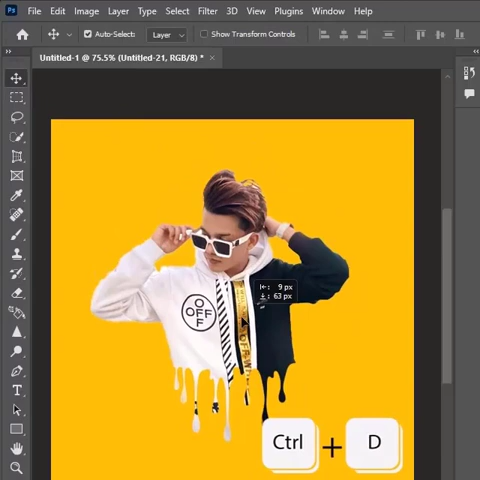 Ps File Edit Image Layer Type Select Filter 3D View Plugins Window Help
Auto-Select: Layer Show Transform Controls
Untitled-1 @ 75.5% (Untitled-21, RGB/8) * ×
O
OFF
F
9 px
63 px
T
Ctrl + D